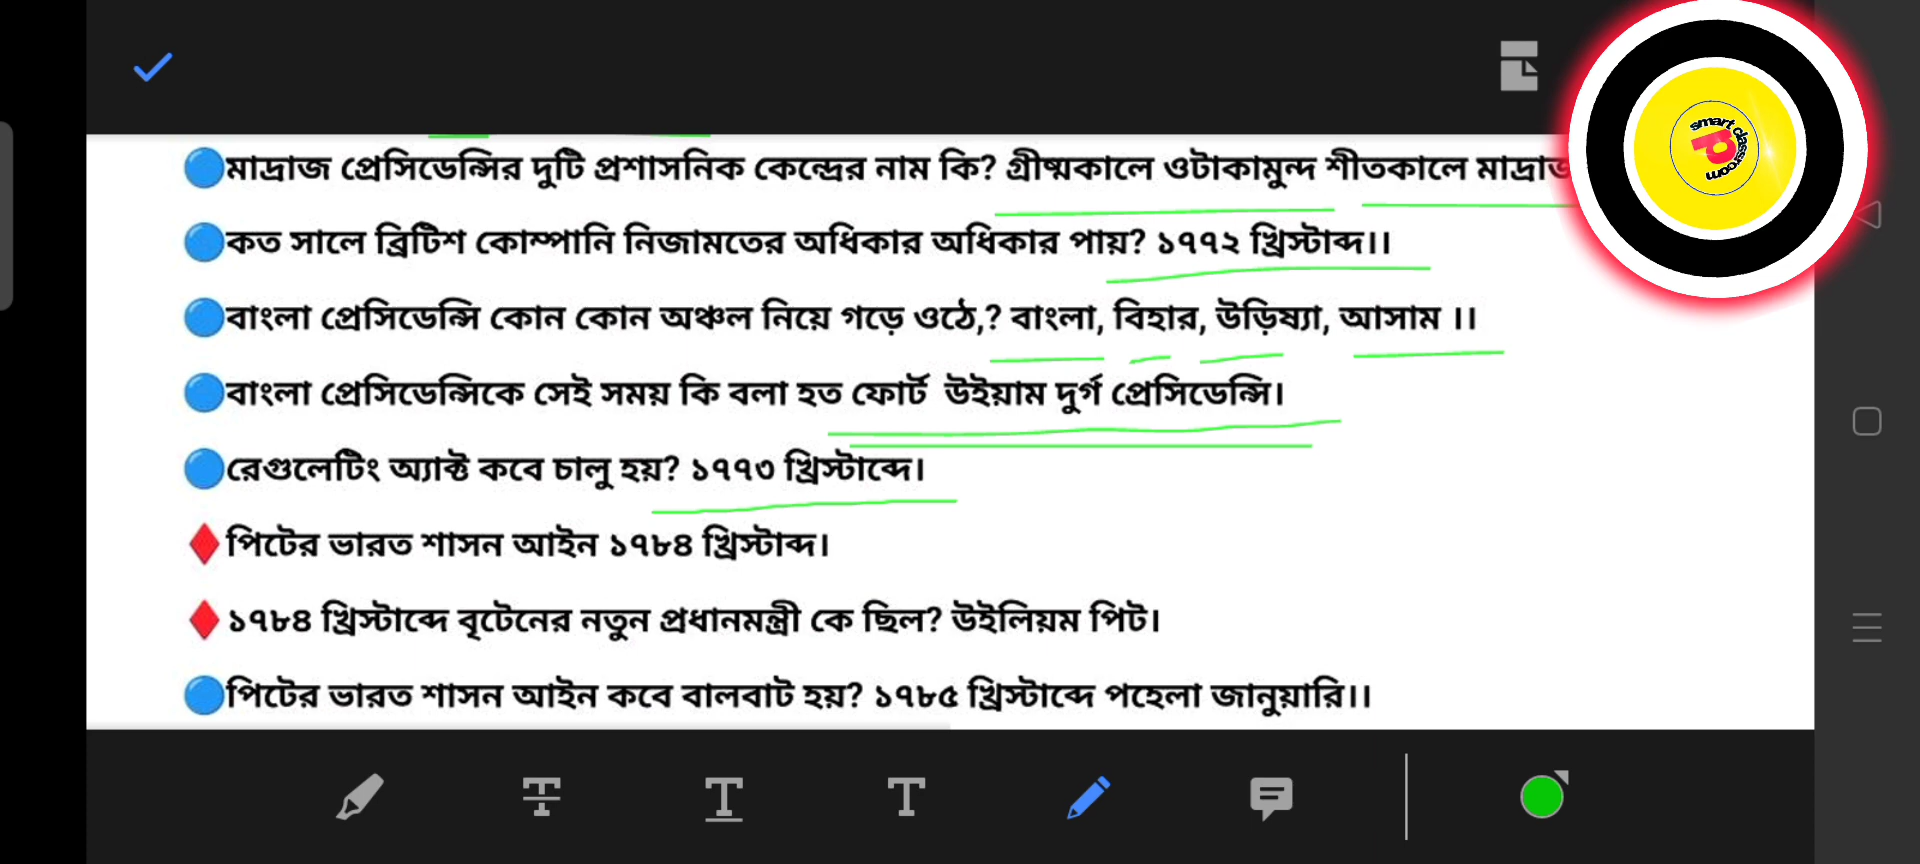 মাদ্রাজ প্রেসিডেন্সির দুটি প্রশাসনিক কেন্দ্রের নাম কি? গ্রীষ্মকালে ওটাকামুন্দ শীতকালে মাদ্রাজ
কত সালে ব্রিটিশ কোম্পানি নিজামতের অধিকার অধিকার পায়? ১৭৭২ খ্রিস্টাব্দ।।
বাংলা প্রেসিডেন্সি কোন কোন অঞ্চল নিয়ে গড়ে ওঠে,? বাংলা, বিহার, উড়িষ্যা, আসাম ।।
বাংলা প্রেসিডেন্সিকে সেই সময় কি বলা হত ফোর্ট উইয়াম দুর্গ প্রেসিডেন্সি।
রেগুলেটিং অ্যাক্ট কবে চালু হয়? ১৭৭৩ খ্রিস্টাব্দে।
পিটের ভারত শাসন আইন ১৭৮৪ খ্রিস্টাব্দ।
১৭৮৪ খ্রিস্টাব্দে বৃটেনের নতুন প্রধানমন্ত্রী কে ছিল? উইলিয়ম পিট।
পিটের ভারত শাসন আইন কবে বালবাট হয়? ১৭৮৫ খ্রিস্টাব্দে পহেলা জানুয়ারি।।
smart classroom